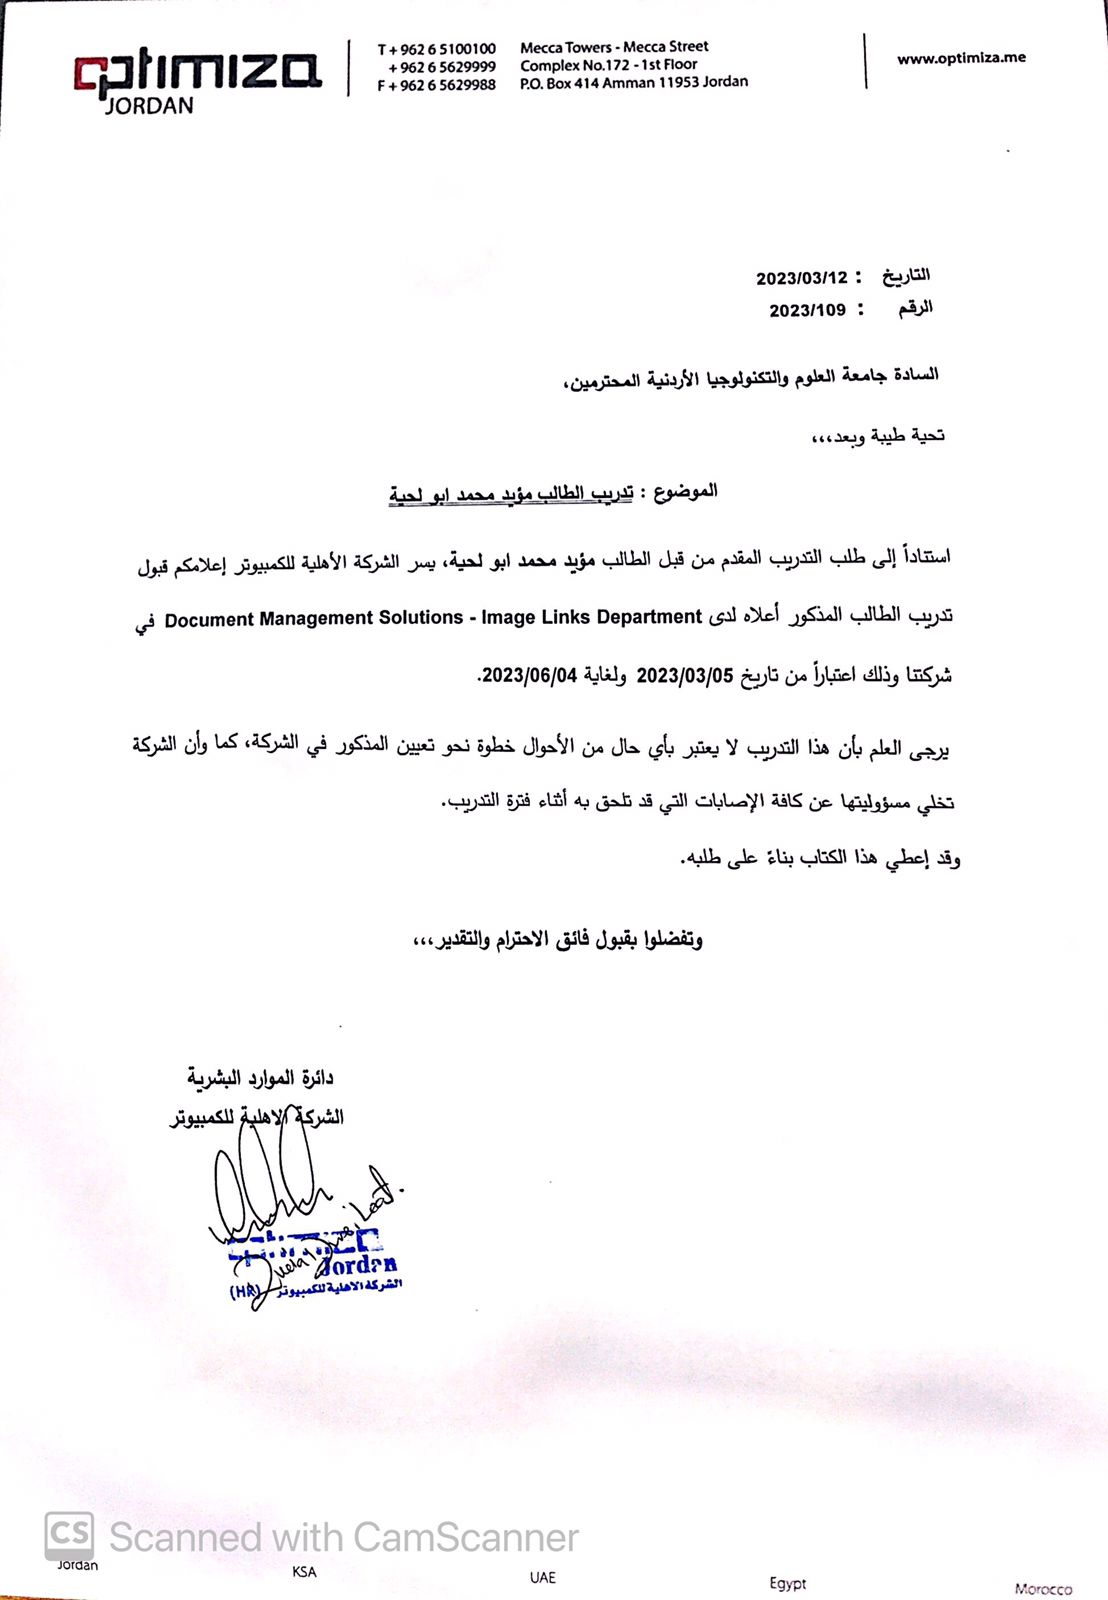 optimiza
JORDAN
T + 962 6 5100100
+ 962 6 5629999
F + 962 6 5629988
Mecca Towers - Mecca Street
Complex No.172 - 1st Floor
P.O. Box 414 Amman 11953 Jordan
www.optimiza.me
التاريخ : 2023/03/12
الرقم : 2023/109
السادة جامعة العلوم والتكنولوجيا الأردنية المحترمين،
تحية طيبة وبعد،،،
الموضوع : تدريب الطالب مؤيد محمد ابو لحية
استناداً إلى طلب التدريب المقدم من قبل الطالب مؤيد محمد ابو لحية، يسر الشركة الأهلية للكمبيوتر إعلامكم قبول
تدريب الطالب المذكور أعلاه لدى Document Management Solutions - Image Links Department في
شركتنا وذلك اعتباراً من تاريخ 2023/03/05 ولغاية 2023/06/04.
يرجى العلم بأن هذا التدريب لا يعتبر بأي حال من الأحوال خطوة نحو تعيين المذكور في الشركة، كما وأن الشركة
تخلي مسؤوليتها عن كافة الإصابات التي قد تلحق به أثناء فترة التدريب.
وقد إعطي هذا الكتاب بناءً على طلبه.
وتفضلوا بقبول فائق الاحترام والتقدير،،،
دائرة الموارد البشرية
الشركة الاهلية للكمبيوتر
Jordan
الشركة الاهلية للكمبيوتر (HR)
CS Scanned with CamScanner
Jordan
KSA
UAE
Egypt
Morocco